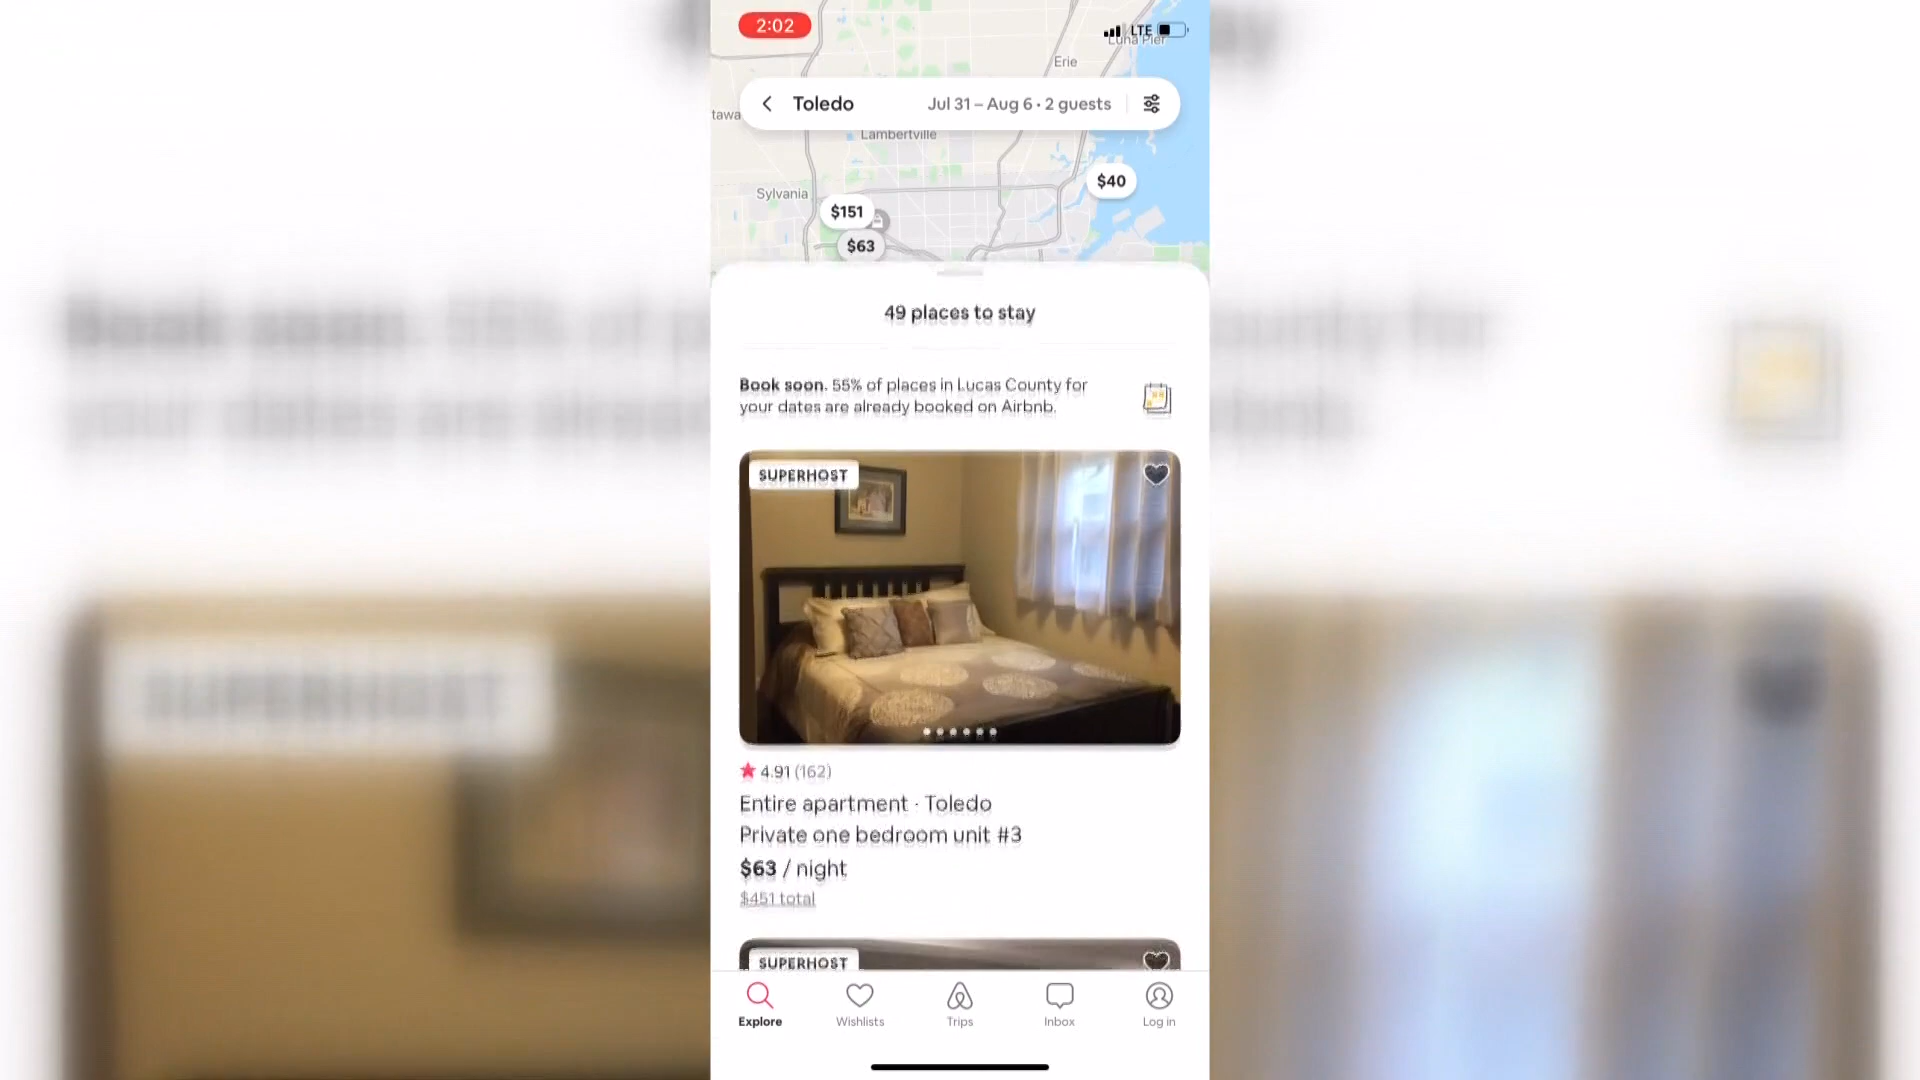 2:02
LTE
Luna Pier
Erie
Toledo
Jul 31 – Aug 6 • 2 guests
tawa
Lambertville
$40
Sylvania
$151
$63
49 places to stay
Book soon. 55% of places in Lucas County for
your dates are already booked on Airbnb.
SUPERHOST
4.91 (162)
Entire apartment · Toledo
Private one bedroom unit #3
$63 / night
$451 total
SUPERHOST
Explore
Wishlists
Trips
Inbox
Log in